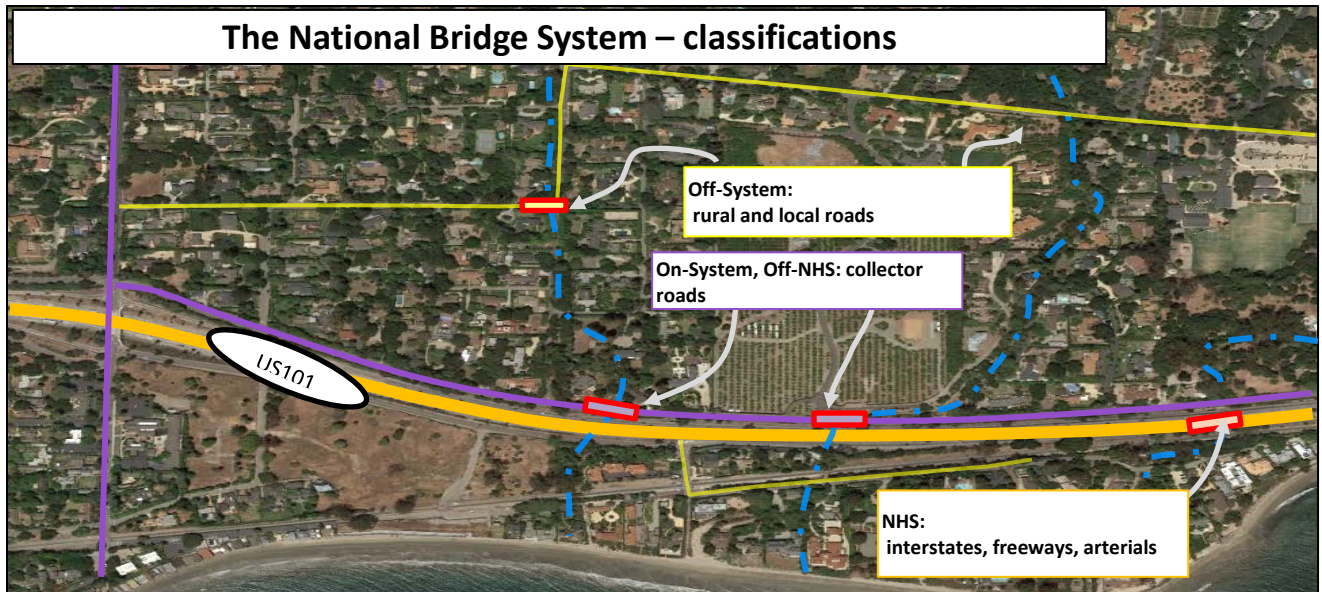 The National Bridge System – classifications
Off-System:
rural and local roads
On-System, Off-NHS: collector
roads
US101
NHS:
interstates, freeways, arterials